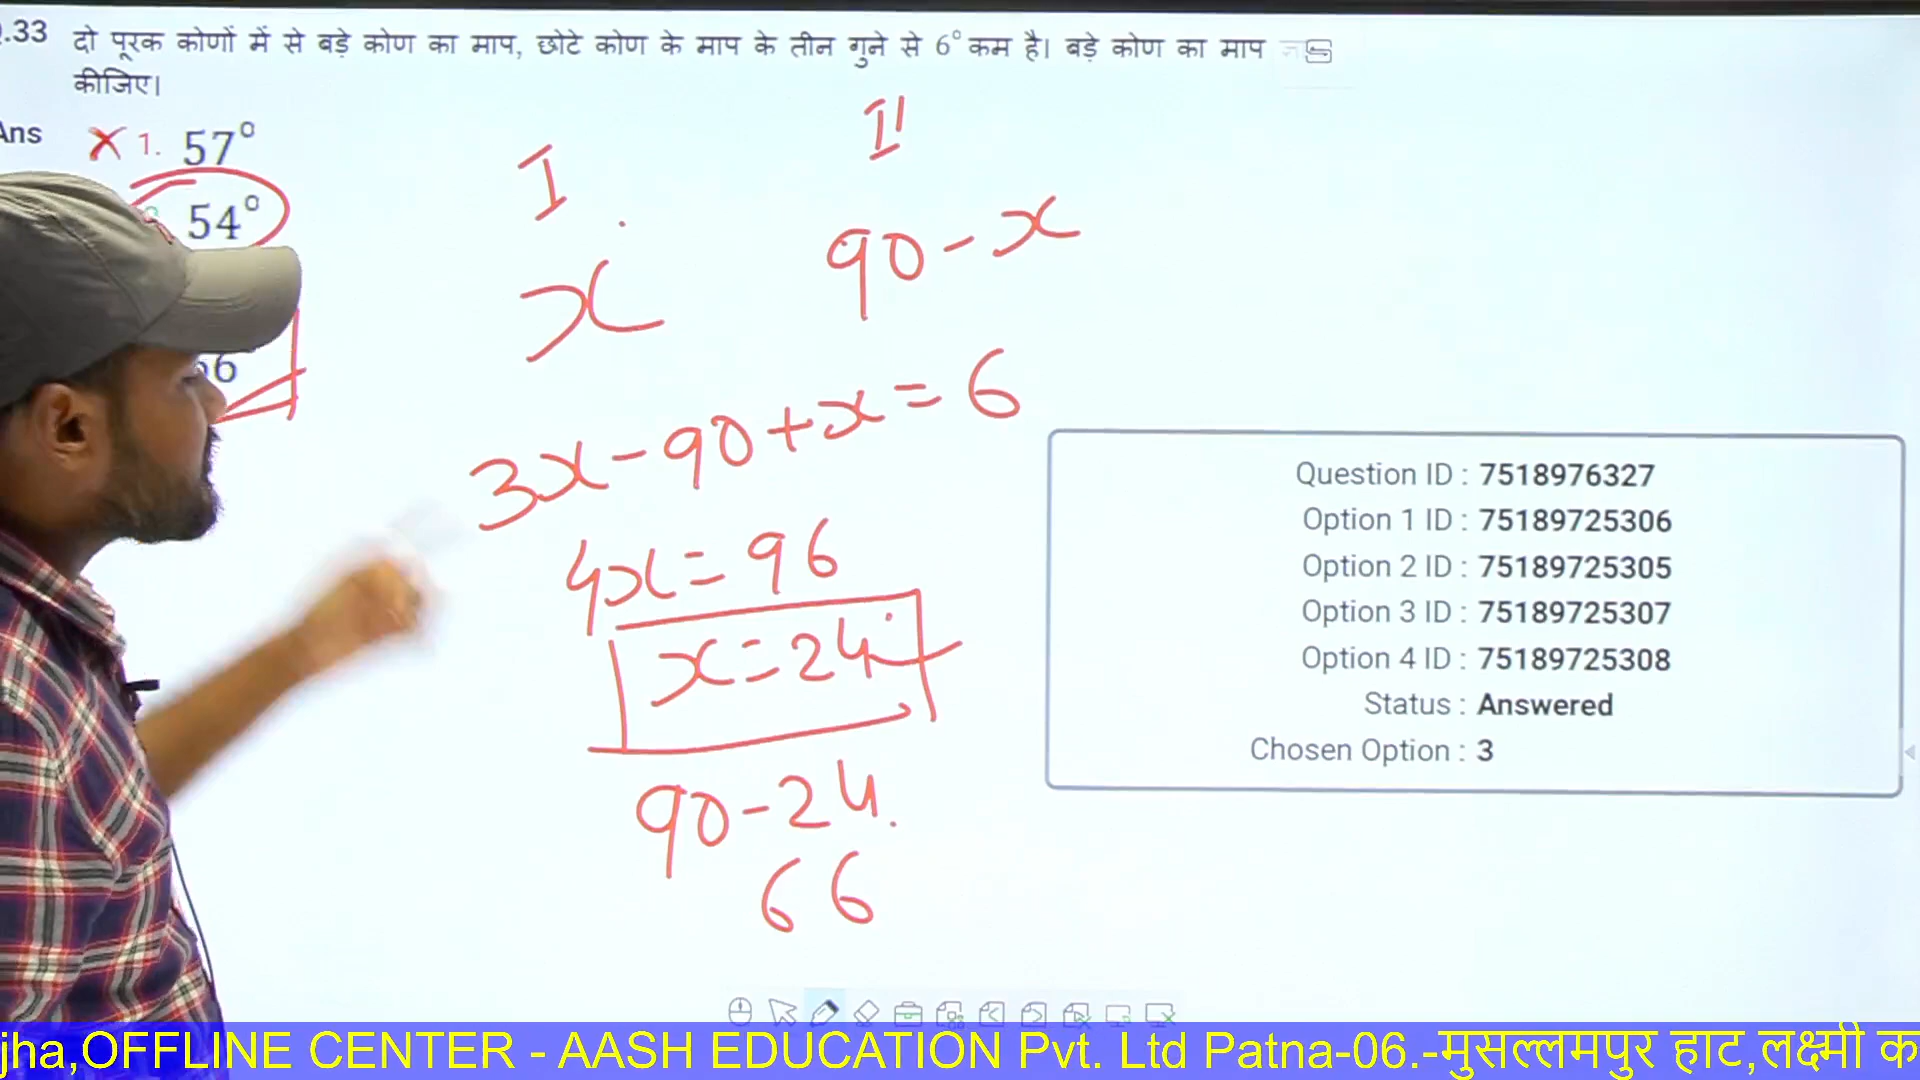 .33 दो पूरक कोणों में से बड़े कोण का माप, छोटे कोण के माप के तीन गुने से 6° कम है। बड़े कोण का माप
कीजिए।
Ans
X 1. 57°
54°
66
I
II
x
90 - x
3x - 90 + x = 6
4x = 96
x = 24
90 - 24
66
Question ID : 7518976327
Option 1 ID : 75189725306
Option 2 ID : 75189725305
Option 3 ID : 75189725307
Option 4 ID : 75189725308
Status : Answered
Chosen Option : 3
jha,OFFLINE CENTER - AASH EDUCATION Pvt. Ltd Patna-06.-मुसल्लमपुर हाट,लक्ष्मी क